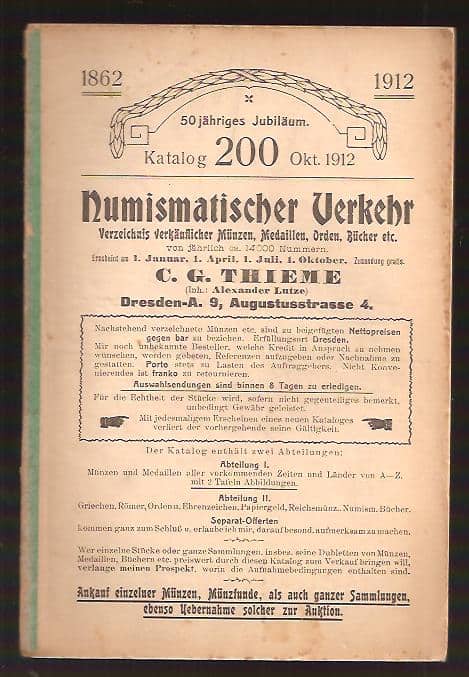 1862 1912
50 jähriges Jubiläum.
Katalog 200 Okt. 1912
Numismatischer Verkehr
Verzeichnis verkäuflicher Münzen, Medaillen, Orden, Bücher etc.
von jährlich ca. 14000 Nummern.
Erscheint am 1. Januar, 1. April, 1. Juli, 1. Oktober. Zusendung gratis.
C. G. THIEME
(Inh.: Alexander Lutze)
Dresden-A. 9, Augustusstrasse 4.
Nachstehend verzeichnete Münzen etc. sind zu beigefügten Nettopreisen
gegen bar zu beziehen. Erfüllungsort Dresden.
Mir noch unbekannte Besteller, welche Kredit in Anspruch zu nehmen
wünschen, werden gebeten, Referenzen aufzugeben oder Nachnahme zu
gestatten. Porto stets zu Lasten des Auftraggebers. Nicht Konve-
nierendes ist franko zu retournieren.
Auswahlsendungen sind binnen 8 Tagen zu erledigen.
Für die Echtheit der Stücke wird, sofern nicht gegenteiliges bemerkt,
unbedingt Gewähr geleistet.
Mit jedesmaligem Erscheinen eines neuen Kataloges
verliert der vorhergehende seine Gültigkeit.
Der Katalog enthält zwei Abteilungen:
Abteilung I.
Münzen und Medaillen aller vorkommenden Zeiten und Länder von A—Z,
mit 2 Tafeln Abbildungen.
Abteilung II.
Griechen, Römer, Orden u. Ehrenzeichen, Papiergeld, Reichsmünz., Numism. Bücher.
Separat-Offerten
kommen ganz zum Schluß u. erlaube ich mir, darauf besond. aufmerksam zu machen.
Wer einzelne Stücke oder ganze Sammlungen, insbes. seine Dubletten von Münzen,
Medaillen, Büchern etc. preiswert durch diesen Katalog zum Verkauf bringen will,
verlange meinen Prospekt, worin die Aufnahmebedingungen enthalten sind.
Ankauf einzelner Münzen, Münzfunde, als auch ganzer Sammlungen,
ebenso Uebernahme solcher zur Auktion.